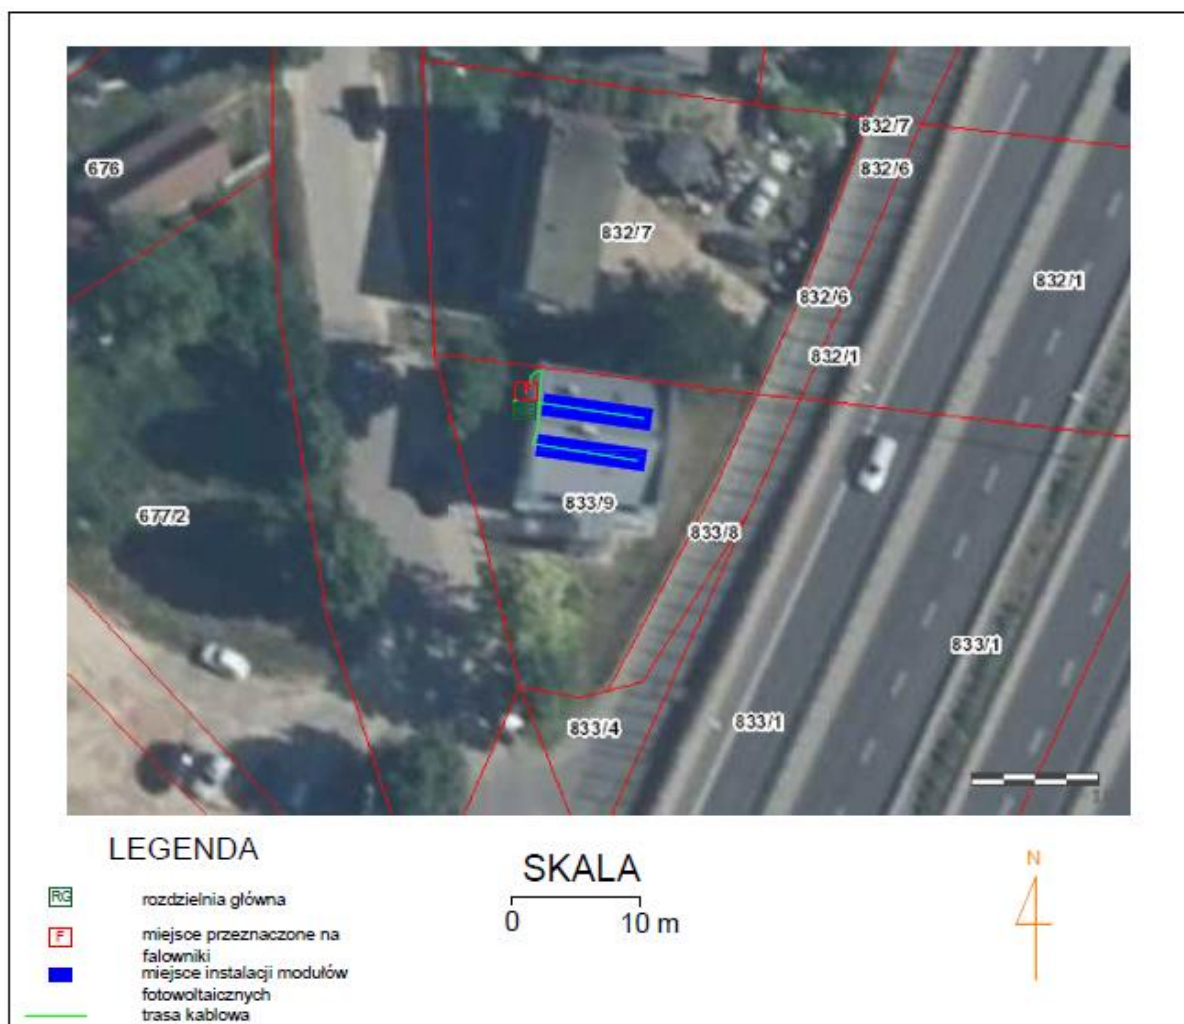 832/7
676
832/6
832/7
832/1
832/6
832/1
F
833/9
677/2
833/8
833/1
833/4
833/1
LEGENDA
RG
rozdzielnia główna
F
miejsce przeznaczone na
falowniki
miejsce instalacji modułów
fotowoltaicznych
trasa kablowa
SKALA
0
10 m
N